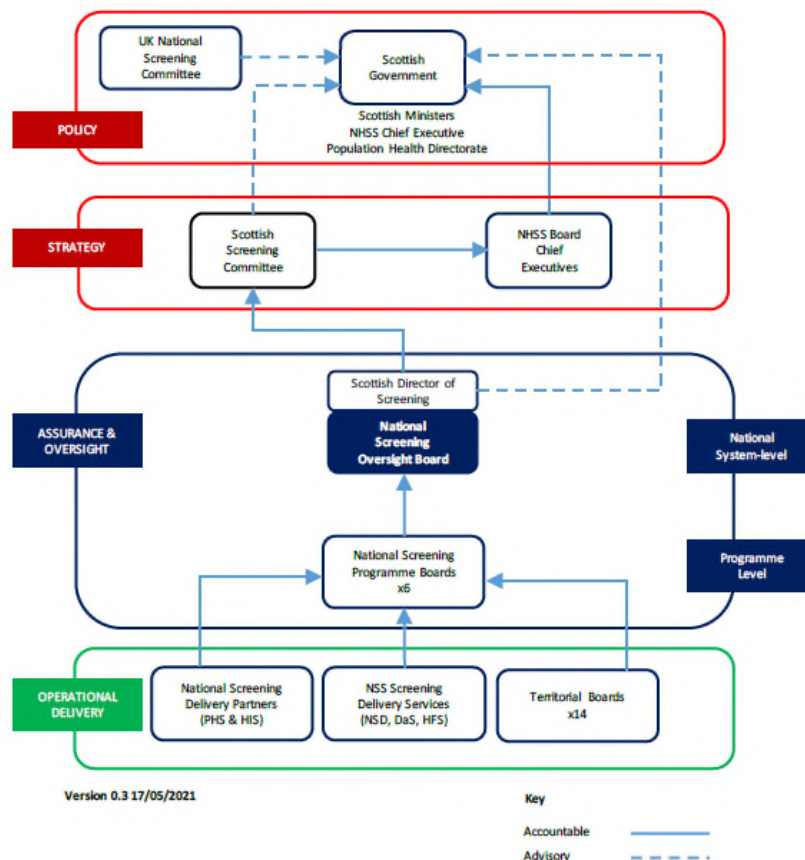 UK National
Screening
Committee
Scottish
Government
Scottish Ministers
NHSS Chief Executive
Population Health Directorate
POLICY
STRATEGY
Scottish
Screening
Committee
NHSS Board
Chief
Executives
Scottish Director of
Screening
ASSURANCE &
OVERSIGHT
National
Screening
Oversight Board
National
System-level
National Screening
Programme Boards
x6
Programme
Level
OPERATIONAL
DELIVERY
National Screening
Delivery Partners
(PHS & HIS)
NSS Screening
Delivery Services
(NSD, DaS, HFS)
Territorial Boards
x14
Version 0.3 17/05/2021
Key
Accountable
Advisory